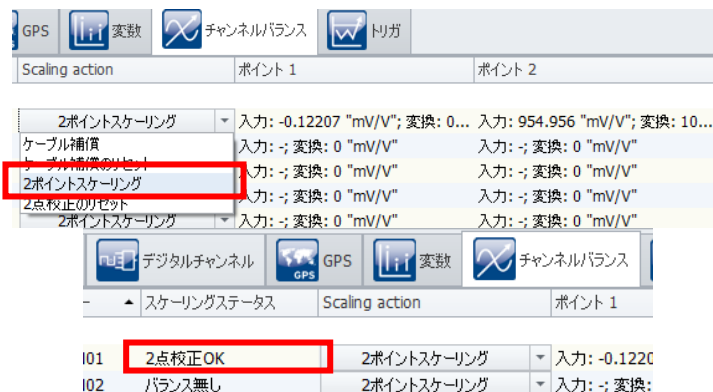 GPS 変数 チャンネルバランス トリガ
Scaling action ポイント 1 ポイント 2
2ポイントスケーリング 入力: -0.12207 "mV/V"; 変換: 0... 入力: 954.956 "mV/V"; 変換: 10...
ケーブル補償 入力: -; 変換: 0 "mV/V" 入力: -; 変換: 0 "mV/V"
ケーブル補償のリセット 入力: -; 変換: 0 "mV/V" 入力: -; 変換: 0 "mV/V"
2ポイントスケーリング
2点校正のリセット 入力: -; 変換: 0 "mV/V" 入力: -; 変換: 0 "mV/V"
2ポイントスケーリング 入力: -; 変換: 0 "mV/V" 入力: -; 変換: 0 "mV/V"
デジタルチャンネル GPS GPS 変数 チャンネルバランス
スケーリングステータス Scaling action ポイント 1
I01 2点校正OK 2ポイントスケーリング 入力: -0.1220
I02 バランス無し 2ポイントスケーリング 入力: -; 変換: